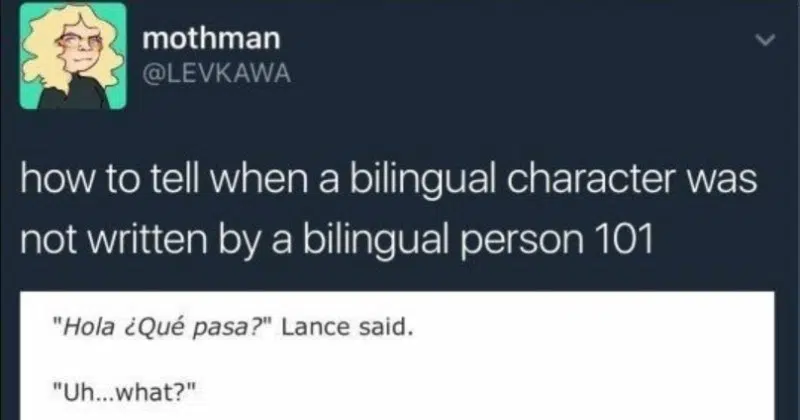 mothman
@LEVKAWA
how to tell when a bilingual character was
not written by a bilingual person 101
"Hola ¿Qué pasa?" Lance said.
"Uh...what?"